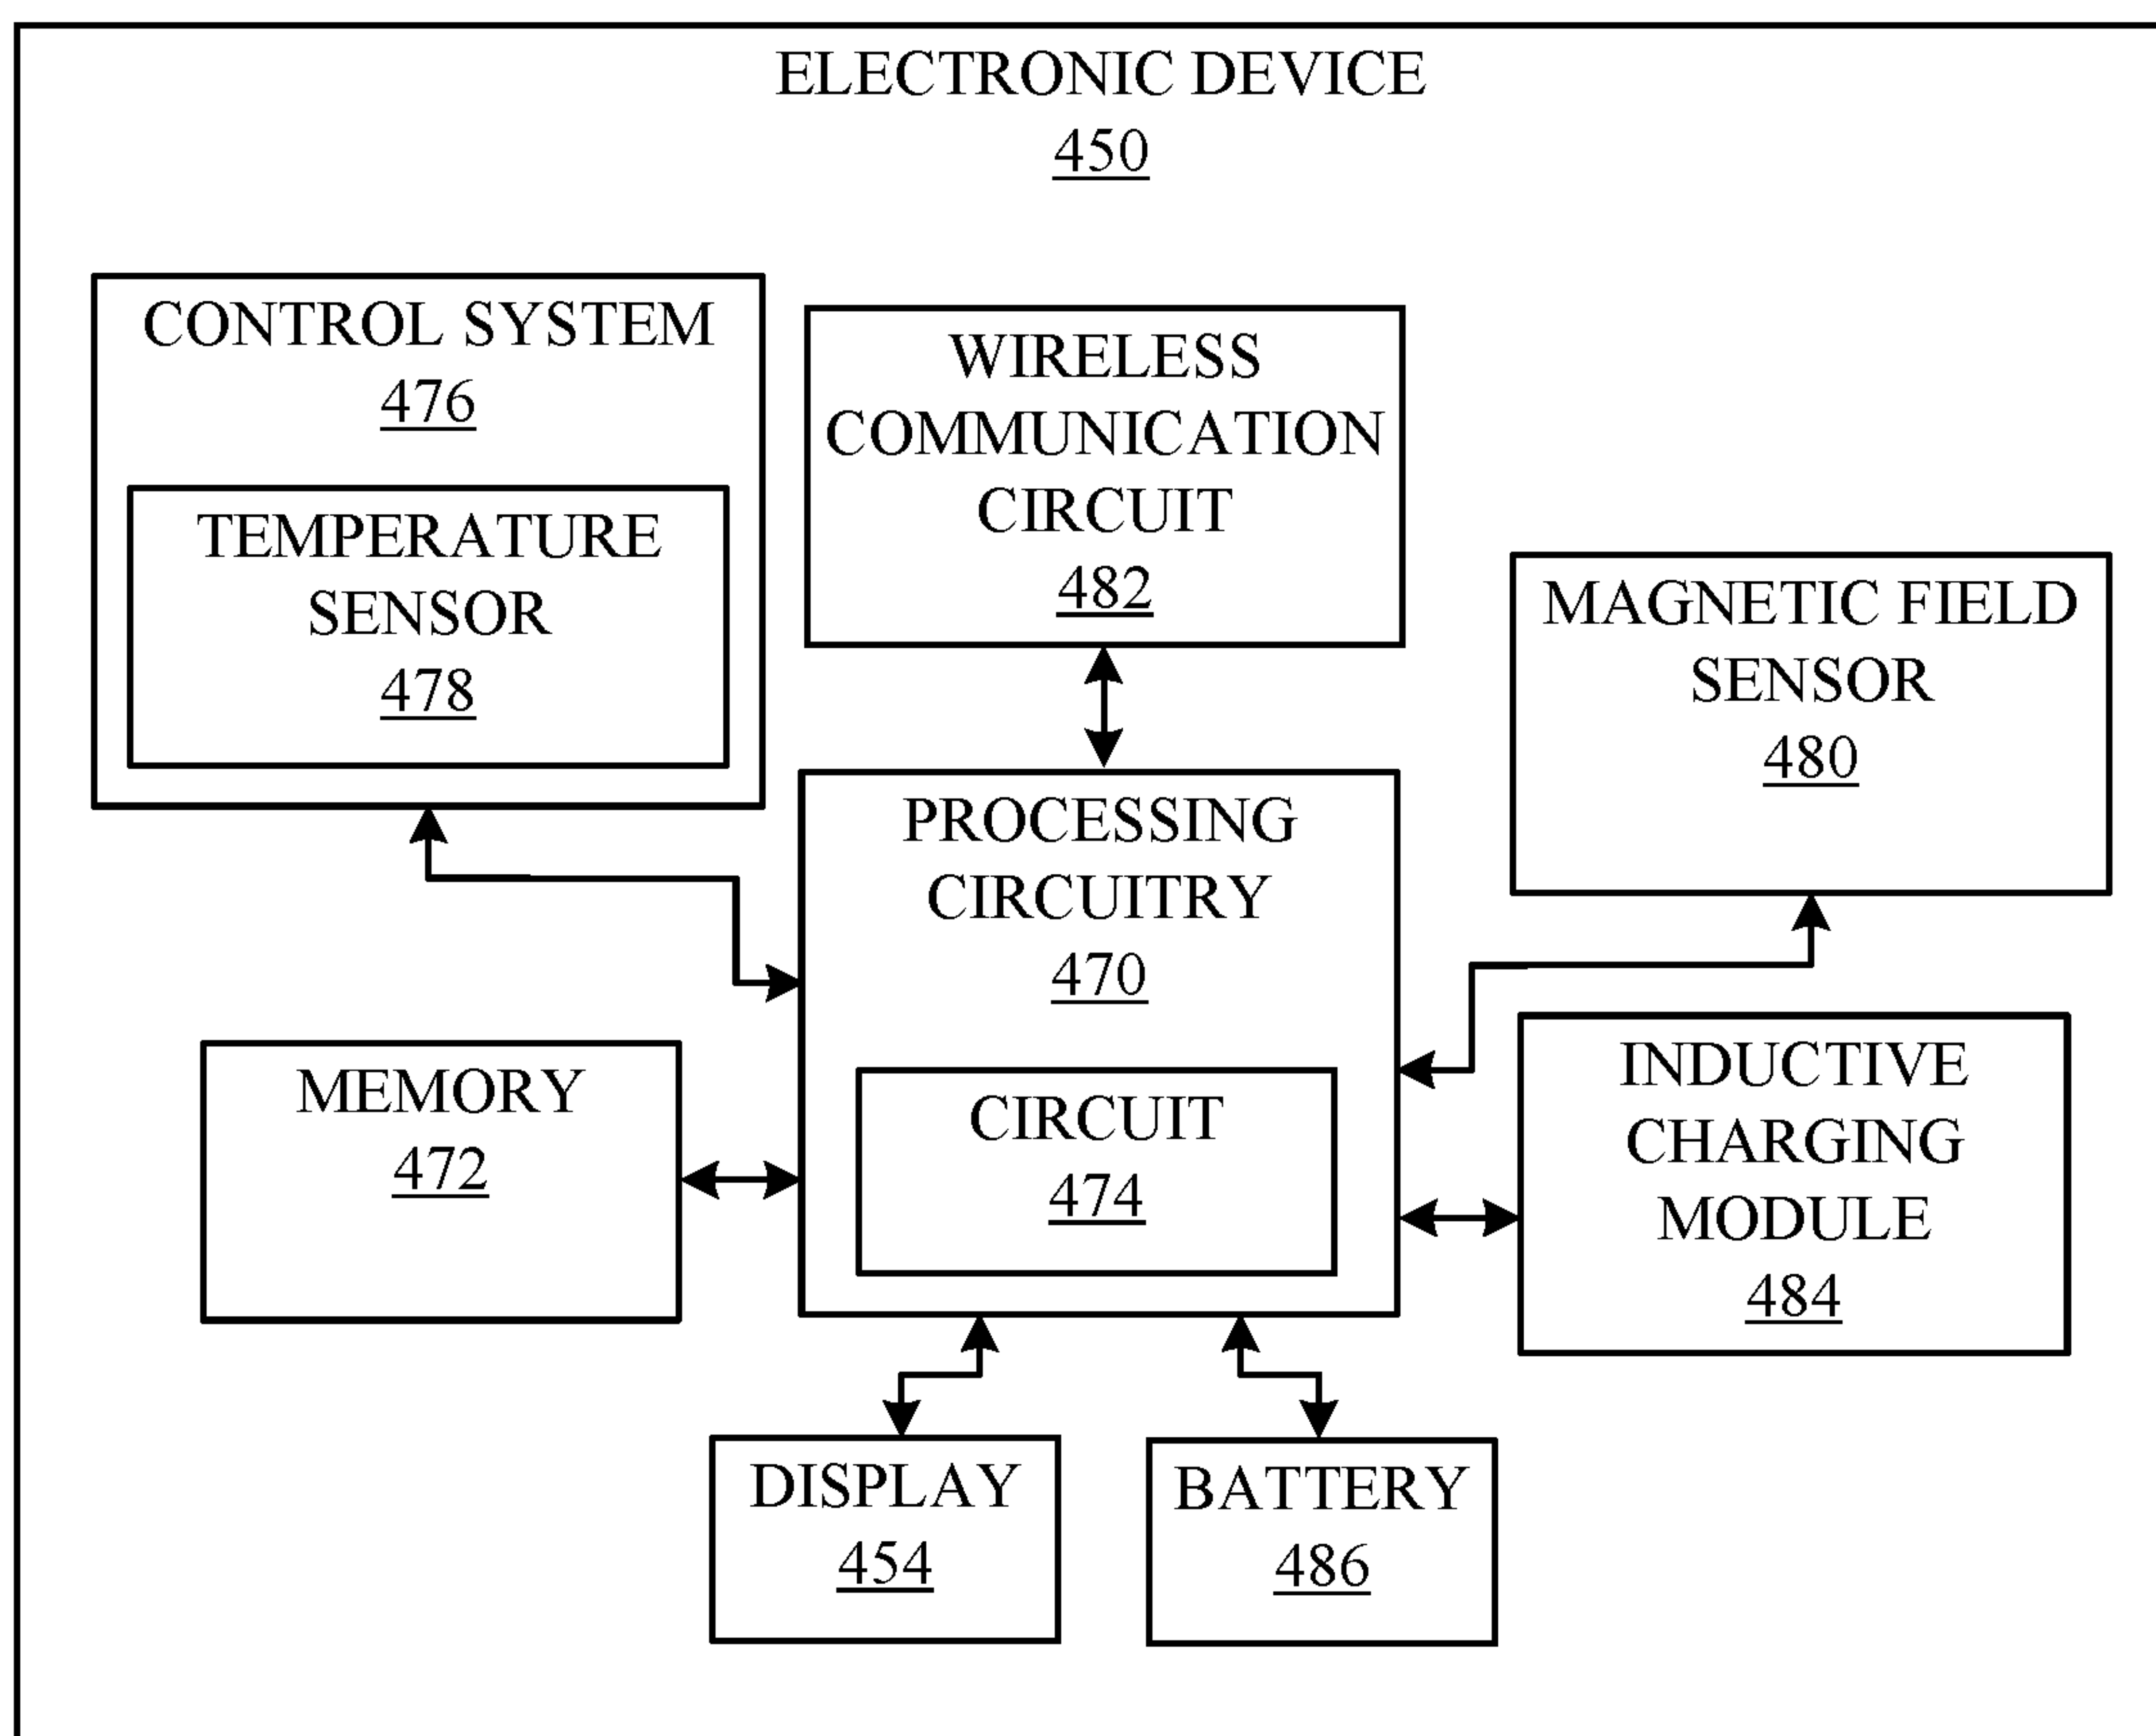 ELECTRONIC DEVICE
450
CONTROL SYSTEM
476
TEMPERATURE
SENSOR
478
WIRELESS
COMMUNICATION
CIRCUIT
482
MAGNETIC FIELD
SENSOR
480
PROCESSING
CIRCUITRY
470
CIRCUIT
474
MEMORY
472
INDUCTIVE
CHARGING
MODULE
484
DISPLAY
454
BATTERY
486